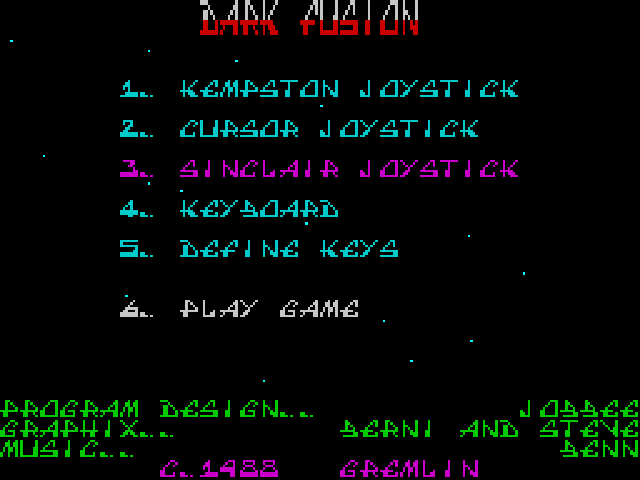 DARK FUSION
1.. KEMPSTON JOYSTICK
2.. CURSOR JOYSTICK
3.. SINCLAIR JOYSTICK
4.. KEYBOARD
5.. DEFINE KEYS
6.. PLAY GAME
PROGRAM DESIGN.... JOBBEE
GRAPHIX.... BERNI AND STEVE
MUSIC.... BENN
C..1988 GREMLIN